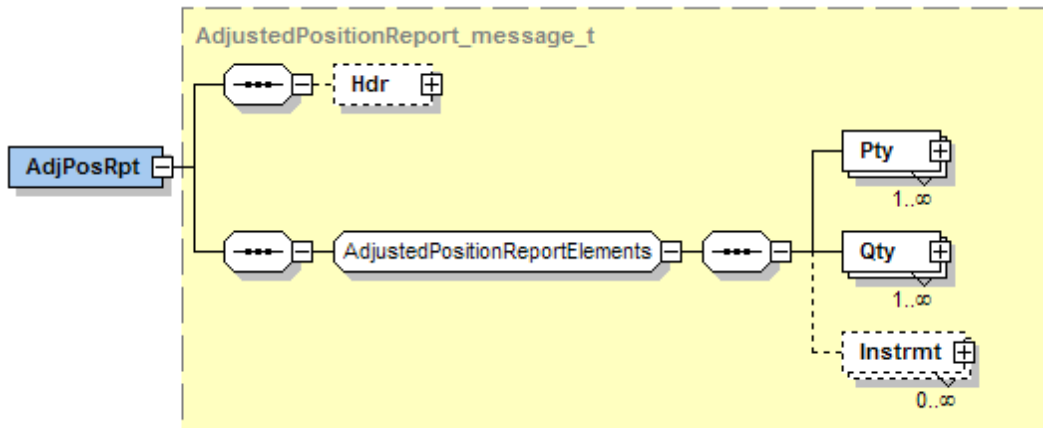 AdjustedPositionReport_message_t
Hdr
AdjPosRpt
Pty
1..∞
AdjustedPositionReportElements
Qty
1..∞
Instrmt
0..∞